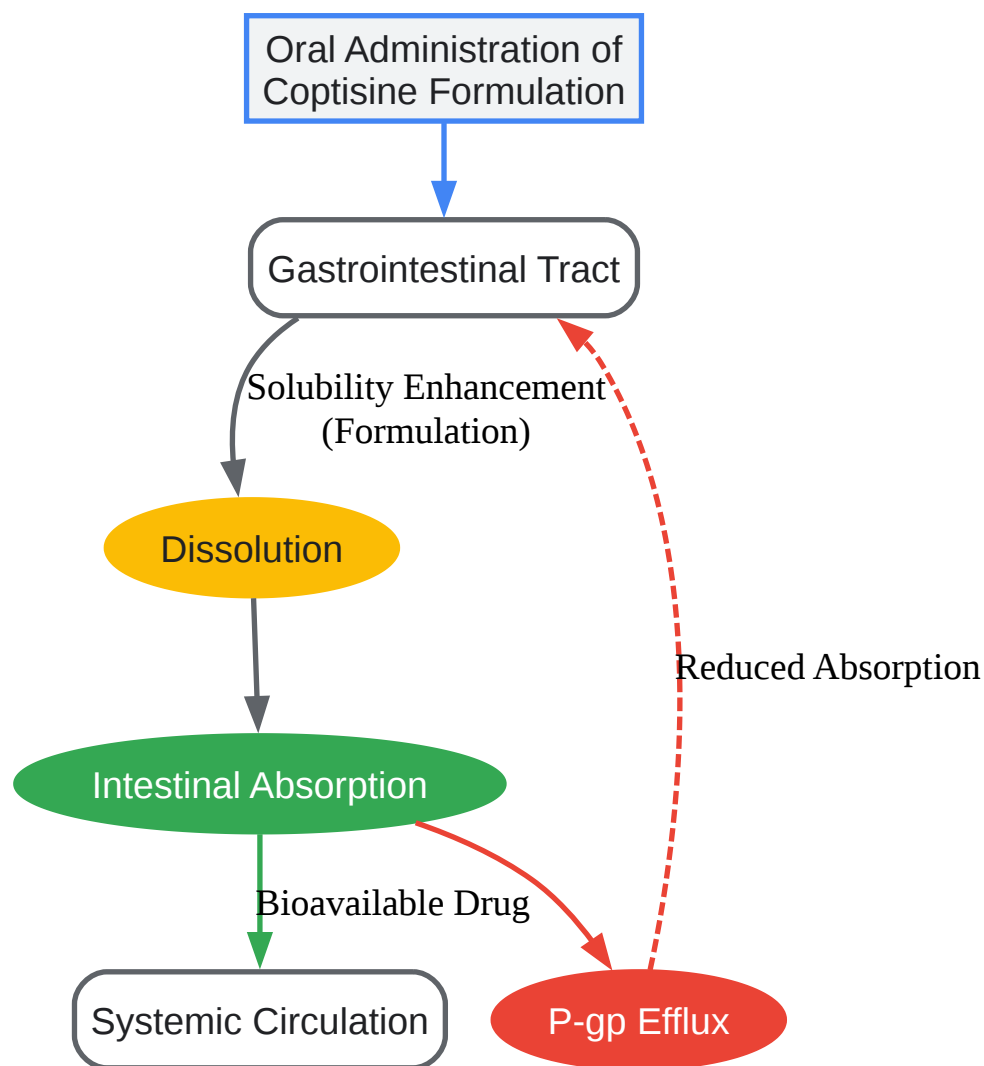 Oral Administration of
Coptisine Formulation
Gastrointestinal Tract
Solubility Enhancement
(Formulation)
Dissolution
Reduced Absorption
Intestinal Absorption
Bioavailable Drug
Systemic Circulation
P-gp Efflux